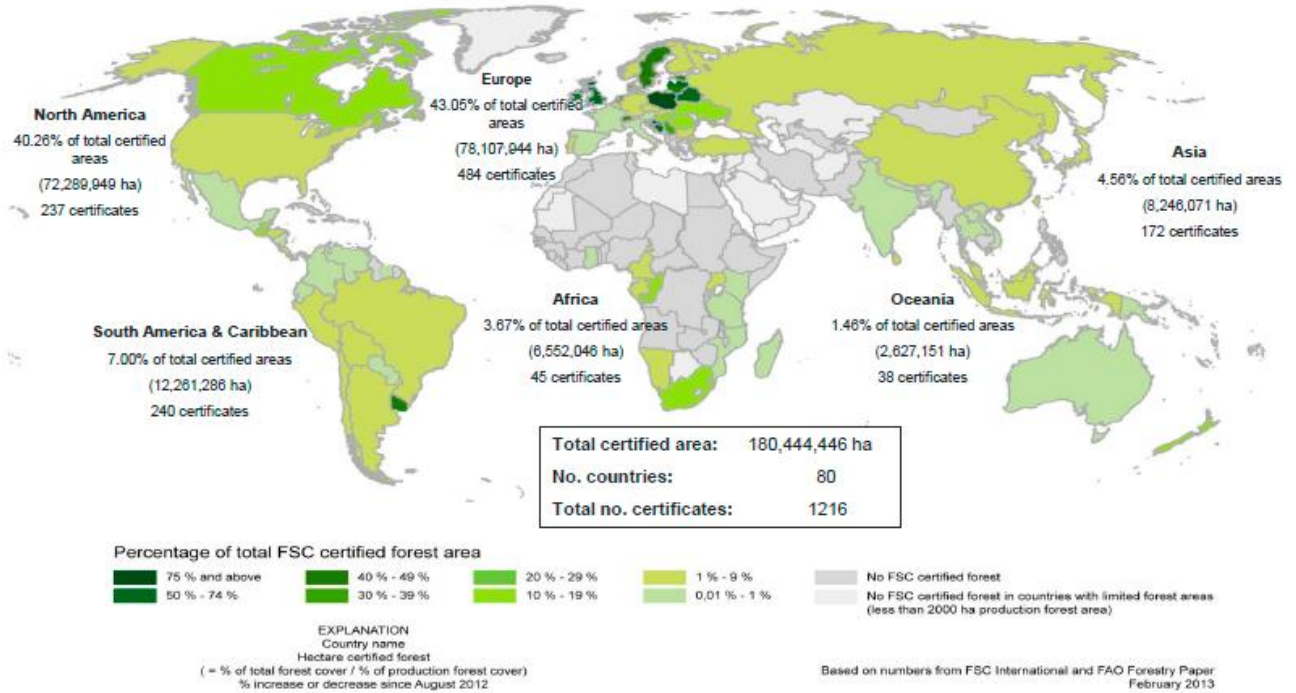 North America
40.26% of total certified
areas
(72,289,949 ha)
237 certificates
Europe
43.05% of total certified
areas
(78,107,944 ha)
484 certificates
Asia
4.56% of total certified areas
(8,246,071 ha)
172 certificates
South America & Caribbean
7.00% of total certified areas
(12,261,286 ha)
240 certificates
Africa
3.67% of total certified areas
(6,552,046 ha)
45 certificates
Oceania
1.46% of total certified areas
(2,627,151 ha)
38 certificates
Total certified area: 180,444,446 ha
No. countries: 80
Total no. certificates: 1216
Percentage of total FSC certified forest area
75 % and above
50 % - 74 %
40 % - 49 %
30 % - 39 %
20 % - 29 %
10 % - 19 %
1 % - 9 %
0,01 % - 1 %
No FSC certified forest
No FSC certified forest in countries with limited forest areas
(less than 2000 ha production forest area)
EXPLANATION
Country name
Hectare certified forest
( = % of total forest cover / % of production forest cover)
% increase or decrease since August 2012
Based on numbers from FSC International and FAO Forestry Paper
February 2013